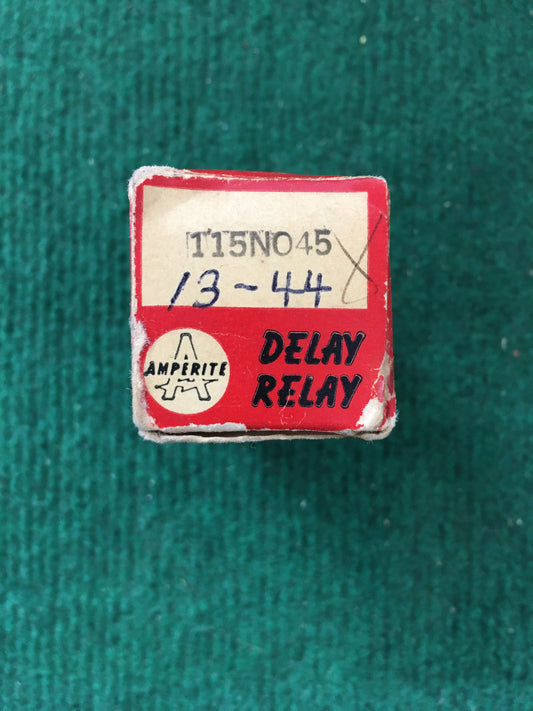 115NO45
13-44 X
AMPERITE
DELAY
RELAY